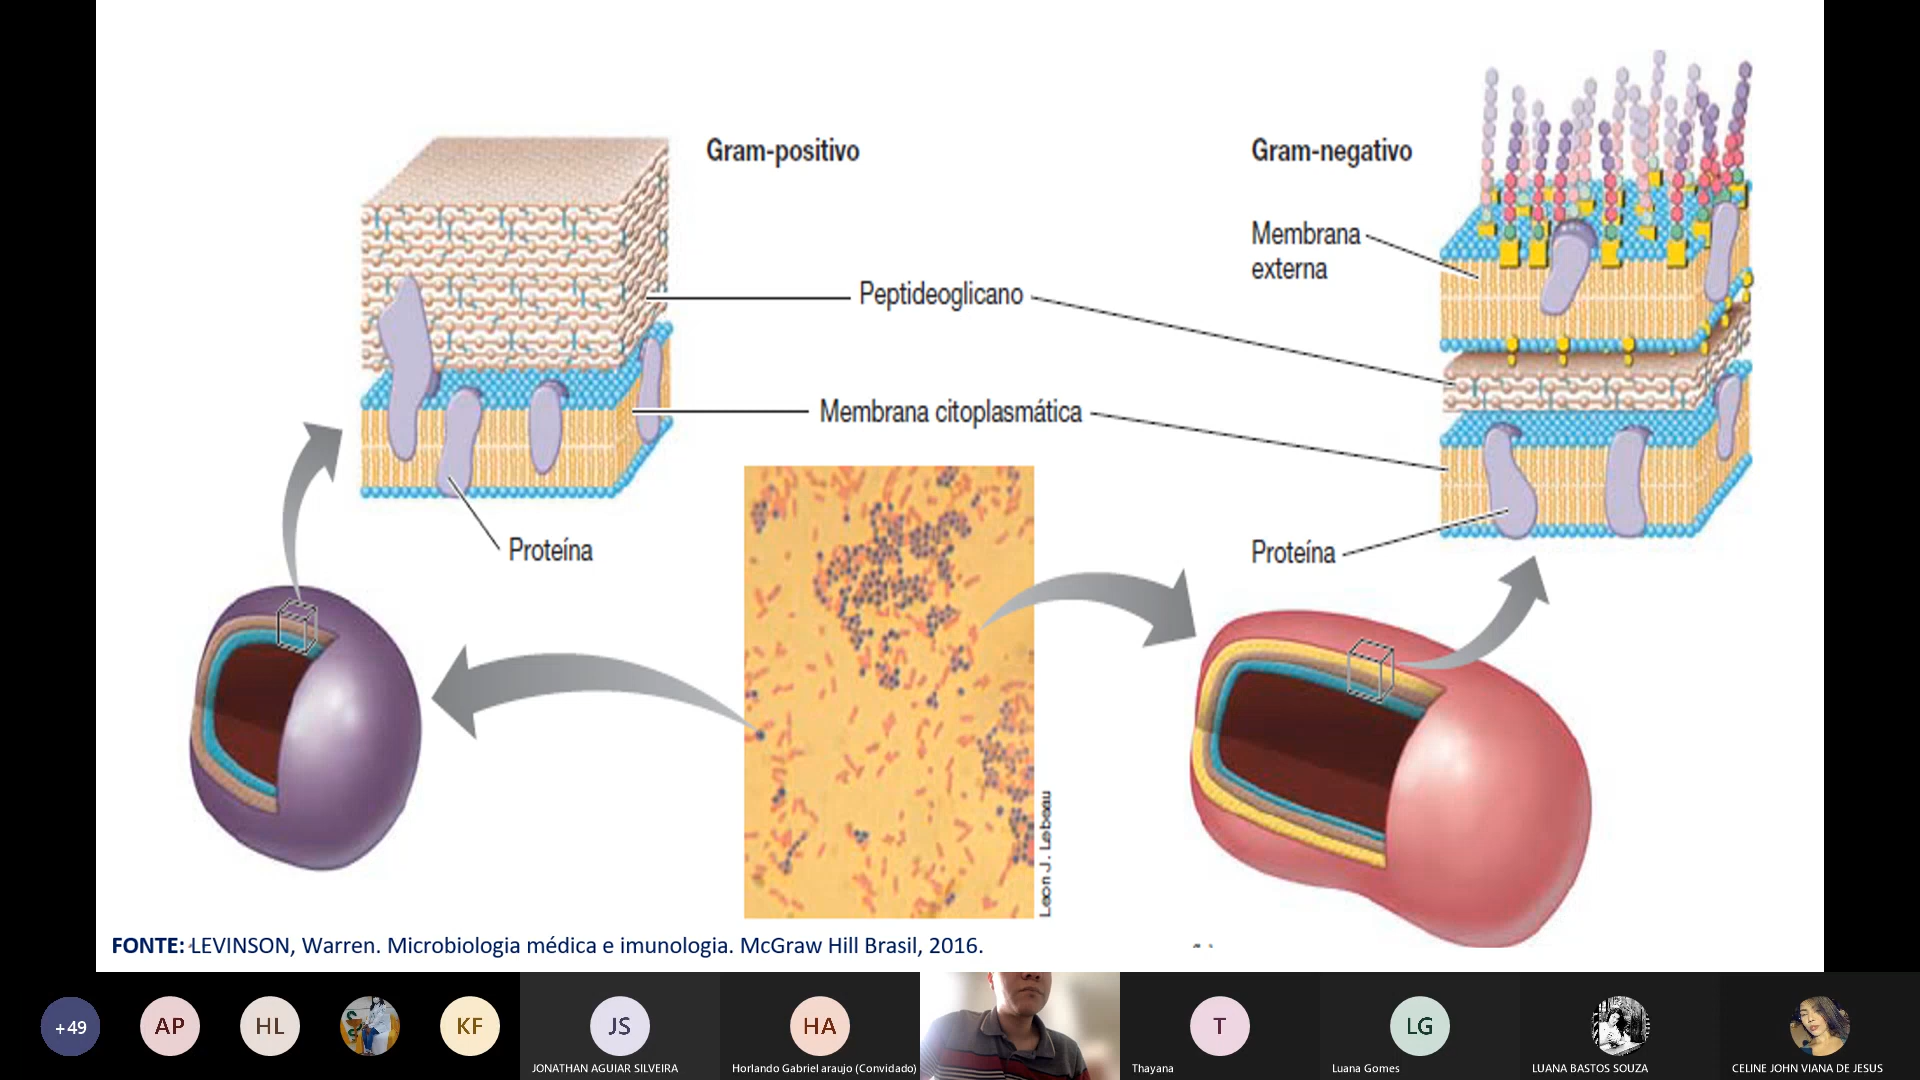 Gram-positivo
Gram-negativo
Membrana
externa
Peptideoglicano
Membrana citoplasmática
Proteína
Proteína
Leon J. Lebeau
FONTE: LEVINSON, Warren. Microbiologia médica e imunologia. McGraw Hill Brasil, 2016.
+49
AP
HL
KF
JS
HA
T
LG
JONATHAN AGUIAR SILVEIRA
Horlando Gabriel araujo (Convidado)
Thayana
Luana Gomes
LUANA BASTOS SOUZA
CELINE JOHN VIANA DE JESUS